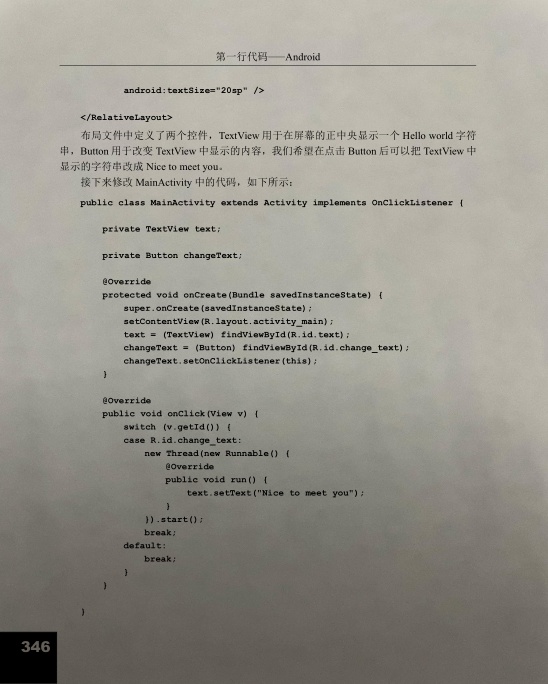 第一行代码——Android
android:textSize="20sp" />
</RelativeLayout>
布局文件中定义了两个控件，TextView 用于在屏幕的正中央显示一个 Hello world 字符
串，Button 用于改变 TextView 中显示的内容，我们希望在点击 Button 后可以把 TextView 中
显示的字符串改成 Nice to meet you。
接下来修改 MainActivity 中的代码，如下所示：
public class MainActivity extends Activity implements OnClickListener {
private TextView text;
private Button changeText;
@Override
protected void onCreate(Bundle savedInstanceState) {
super.onCreate(savedInstanceState);
setContentView(R.layout.activity_main);
text = (TextView) findViewById(R.id.text);
changeText = (Button) findViewById(R.id.change_text);
changeText.setOnClickListener(this);
}
@Override
public void onClick(View v) {
switch (v.getId()) {
case R.id.change_text:
new Thread(new Runnable() {
@Override
public void run() {
text.setText("Nice to meet you");
}
}).start();
break;
default:
break;
}
}
}
346